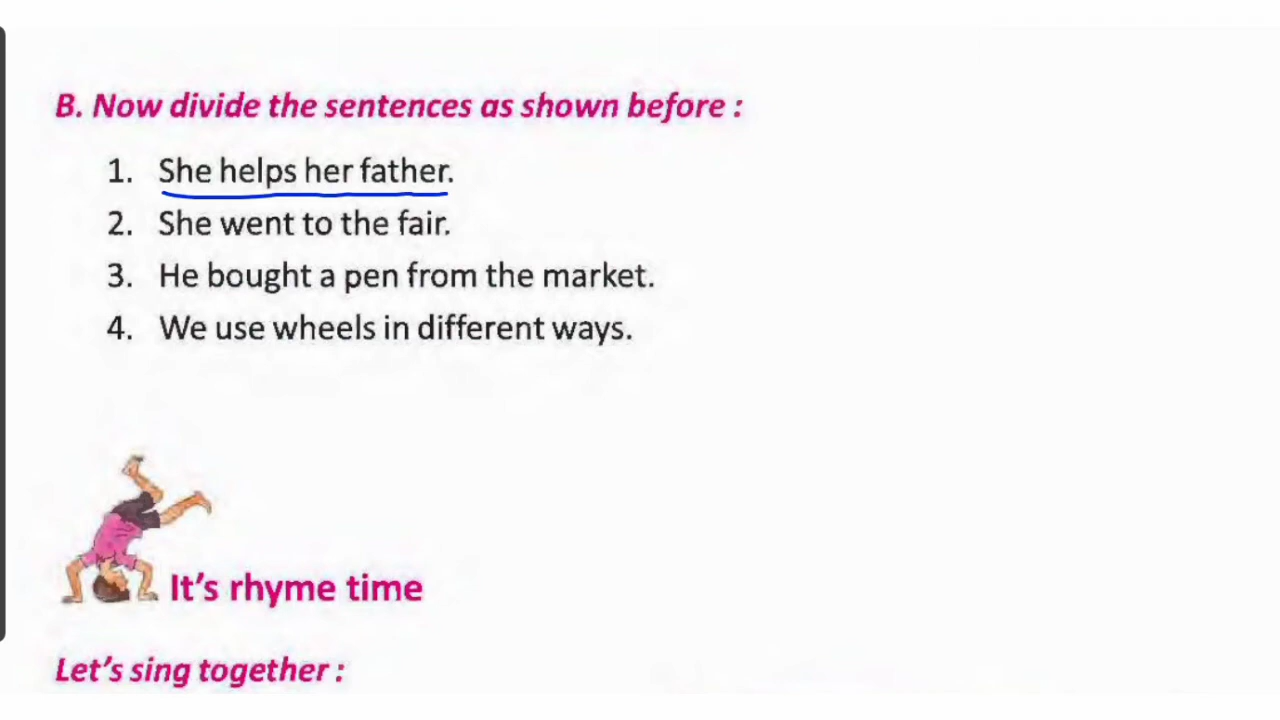 B. Now divide the sentences as shown before :
1. She helps her father.
2. She went to the fair.
3. He bought a pen from the market.
4. We use wheels in different ways.
It's rhyme time
Let's sing together :